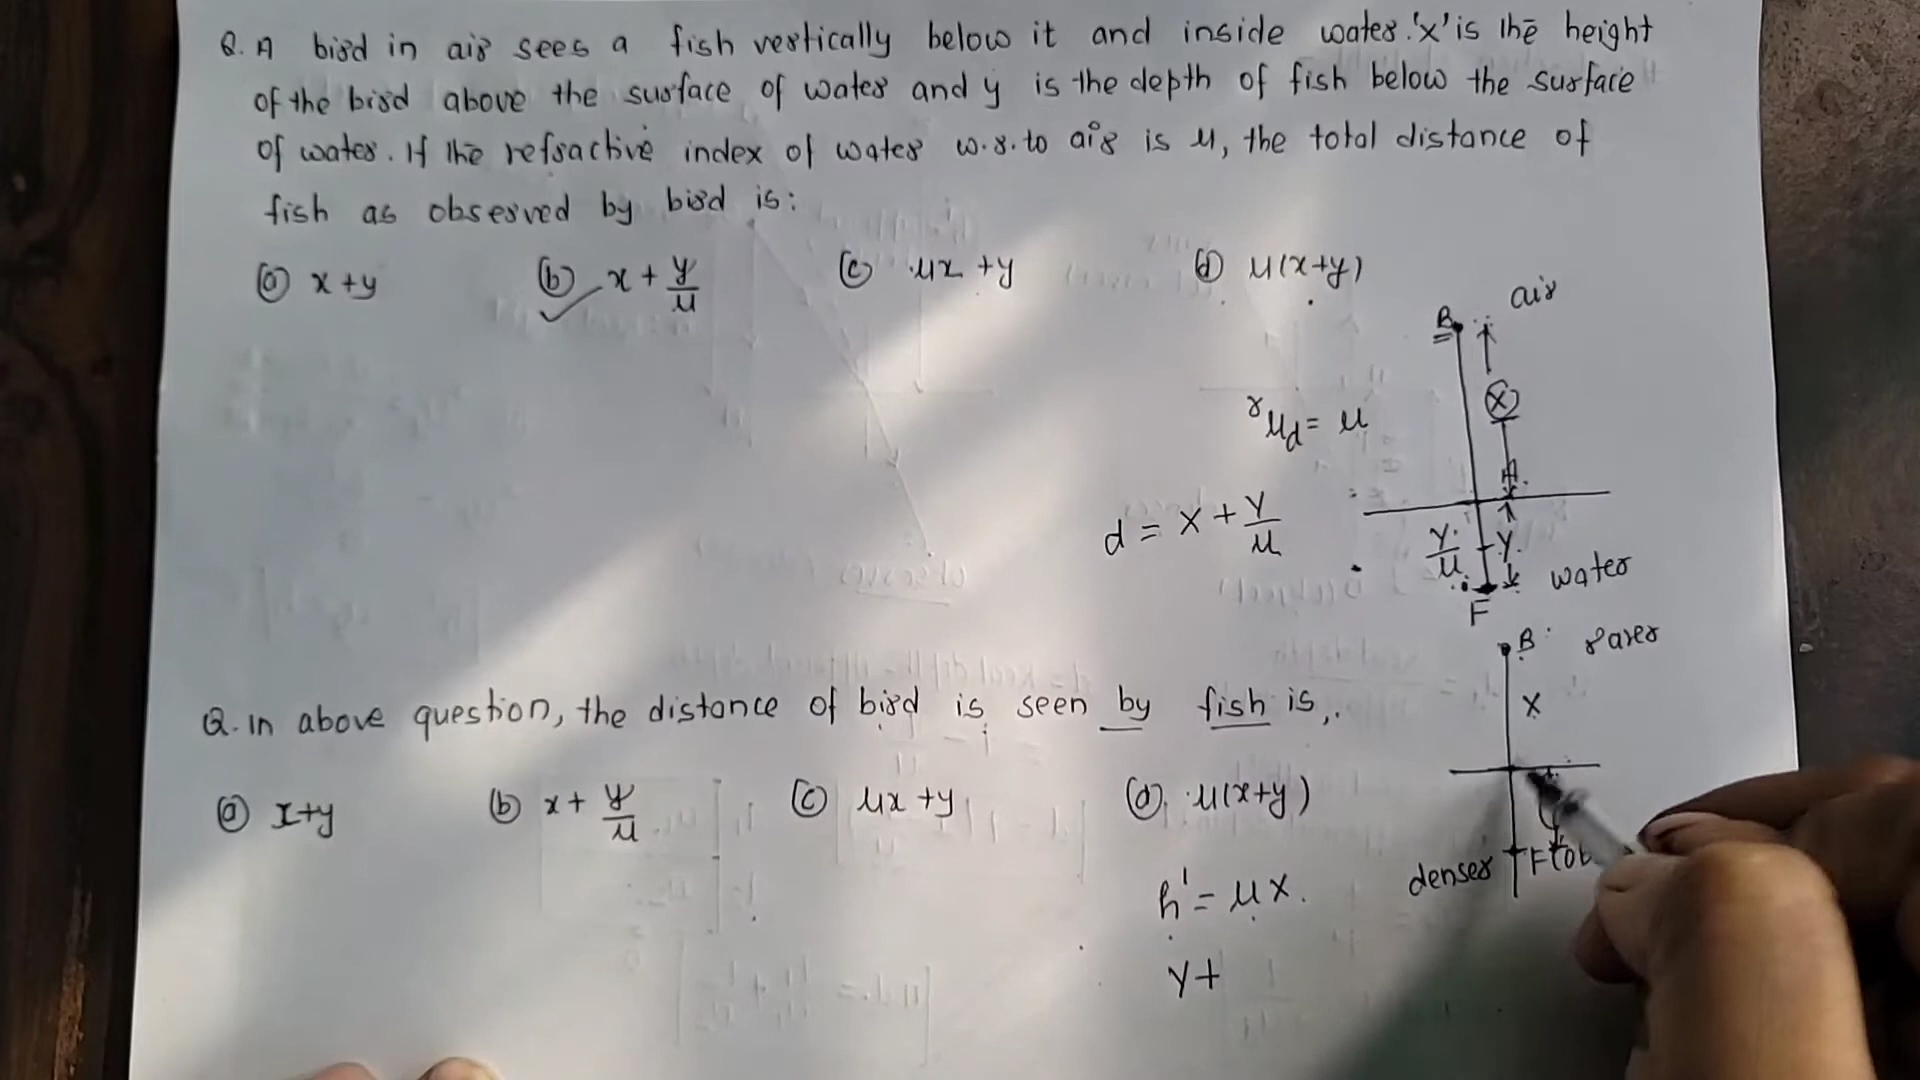 Q. A bird in air sees a fish vertically below it and inside water. 'x' is the height
of the bird above the surface of water and y is the depth of fish below the surface
of water. If the refractive index of water w.r.to air is μ, the total distance of
fish as observed by bird is:
(a) x+y (b) x + y/μ (c) μx + y (d) μ(x+y)
air
B
x
rμd = μ
d = x + y/μ
y/μ
y
water
F
B rarer
x
Q. In above question, the distance of bird is seen by fish is,.
(a) x+y (b) x + y/μ (c) μx + y (d) μ(x+y)
denser F
h' = μx.
y +